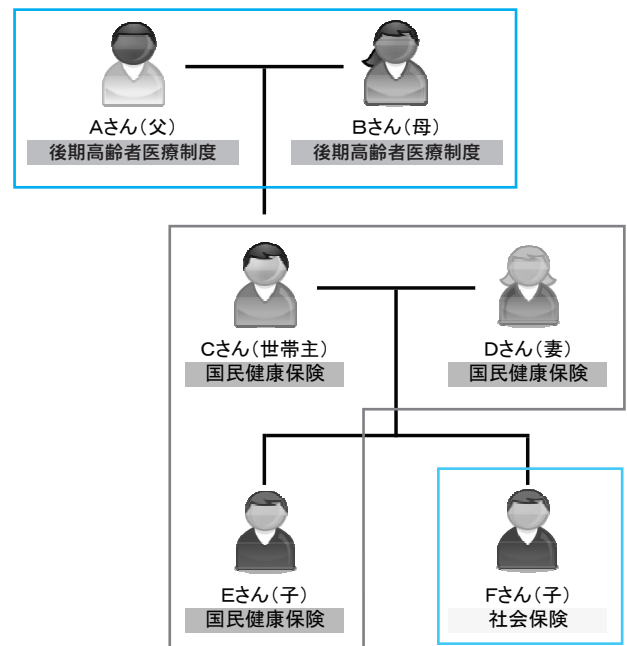 Aさん(父)
後期高齢者医療制度
Bさん(母)
後期高齢者医療制度
Cさん(世帯主)
国民健康保険
Dさん(妻)
国民健康保険
Eさん(子)
国民健康保険
Fさん(子)
社会保険